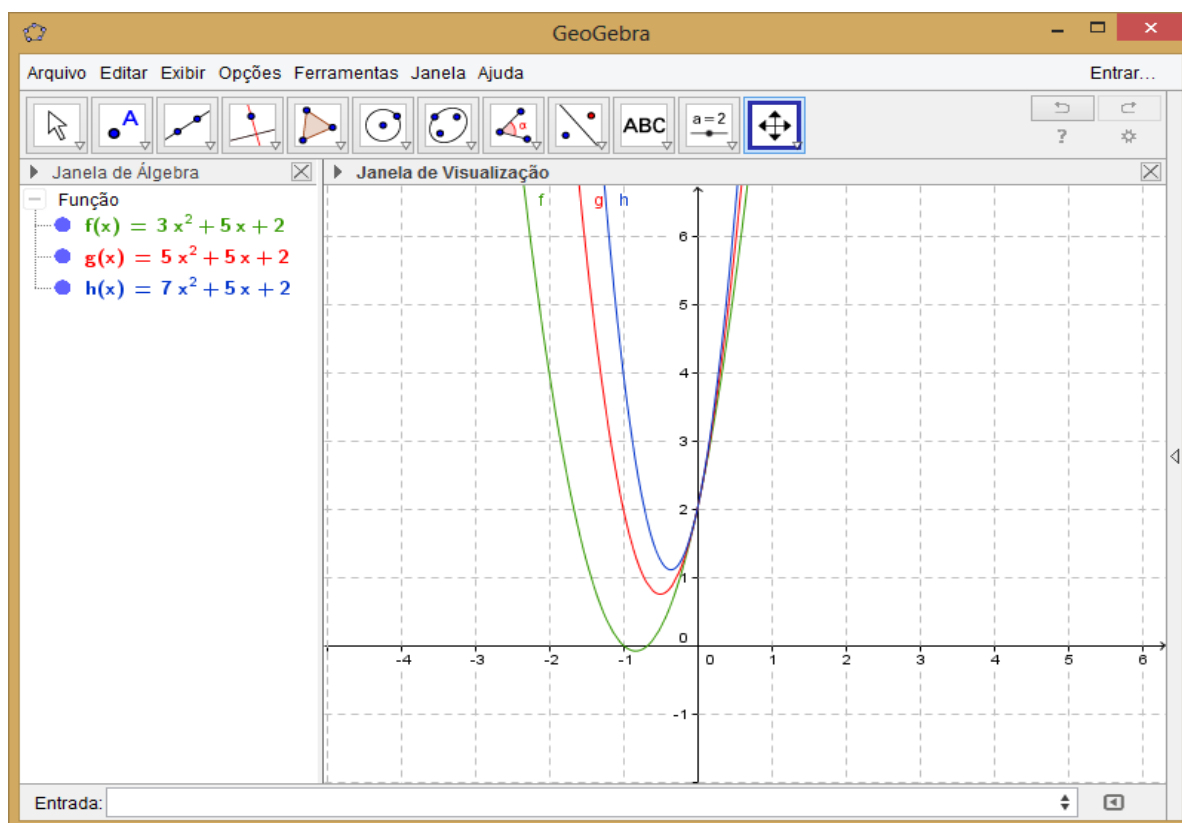 GeoGebra
Arquivo Editar Exibir Opções Ferramentas Janela Ajuda Entrar...
A α ABC a = 2 ?
Janela de Álgebra
Janela de Visualização
Função
f(x) = 3 x² + 5 x + 2
g(x) = 5 x² + 5 x + 2
h(x) = 7 x² + 5 x + 2
f g h
6
5
4
3
2
1
0
-4 -3 -2 -1 0 1 2 3 4 5 6
-1
Entrada: